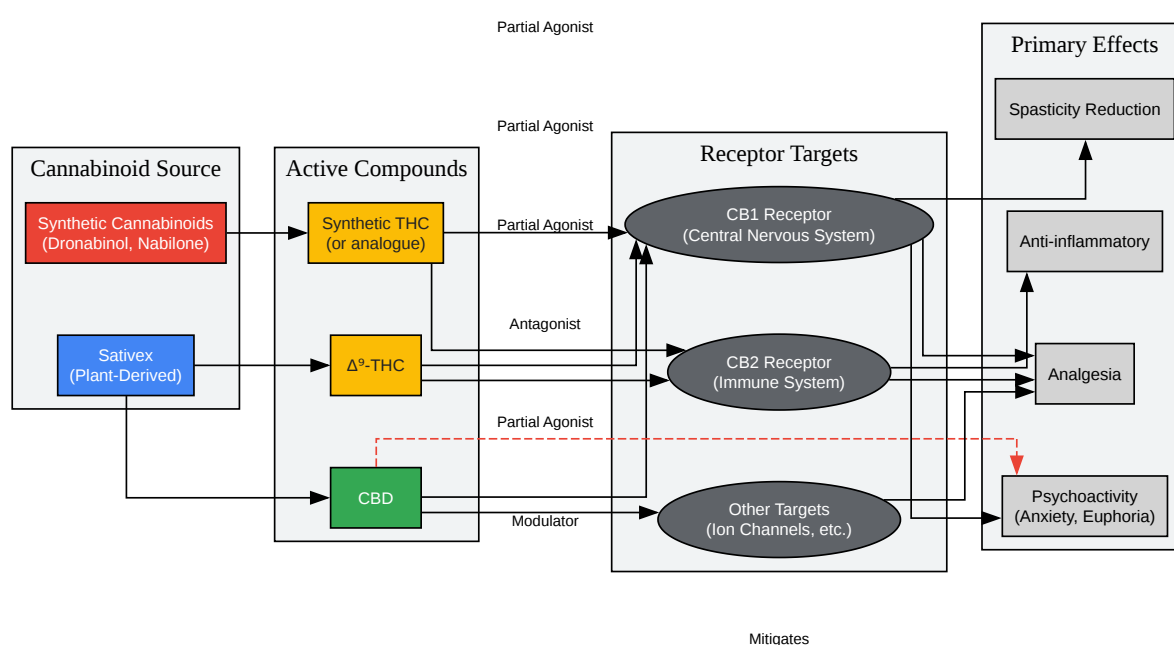 Partial Agonist
Partial Agonist
Partial Agonist
Antagonist
Partial Agonist
Modulator
Mitigates
Cannabinoid Source
Synthetic Cannabinoids
(Dronabinol, Nabilone)
Sativex
(Plant-Derived)
Active Compounds
Synthetic THC
(or analogue)
Δ⁹-THC
CBD
Receptor Targets
CB1 Receptor
(Central Nervous System)
CB2 Receptor
(Immune System)
Other Targets
(Ion Channels, etc.)
Primary Effects
Spasticity Reduction
Anti-inflammatory
Analgesia
Psychoactivity
(Anxiety, Euphoria)